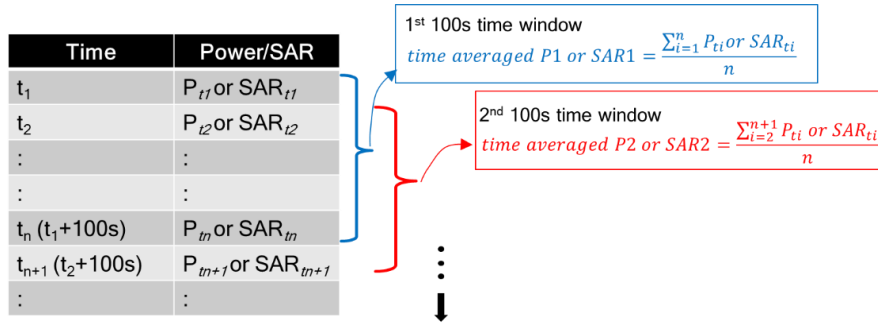 Time Power/SAR
t₁ Pₜ₁ or SARₜ₁
t₂ Pₜ₂ or SARₜ₂
: :
: :
tₙ (t₁+100s) Pₜₙ or SARₜₙ
tₙ₊₁ (t₂+100s) Pₜₙ₊₁ or SARₜₙ₊₁
: :
1ˢᵗ 100s time window
time averaged P1 or SAR1 = ∑ⁿᵢ₌₁ Pₜᵢ or SARₜᵢ / n
2ⁿᵈ 100s time window
time averaged P2 or SAR2 = ∑ⁿ⁺¹ᵢ₌₂ Pₜᵢ or SARₜᵢ / n